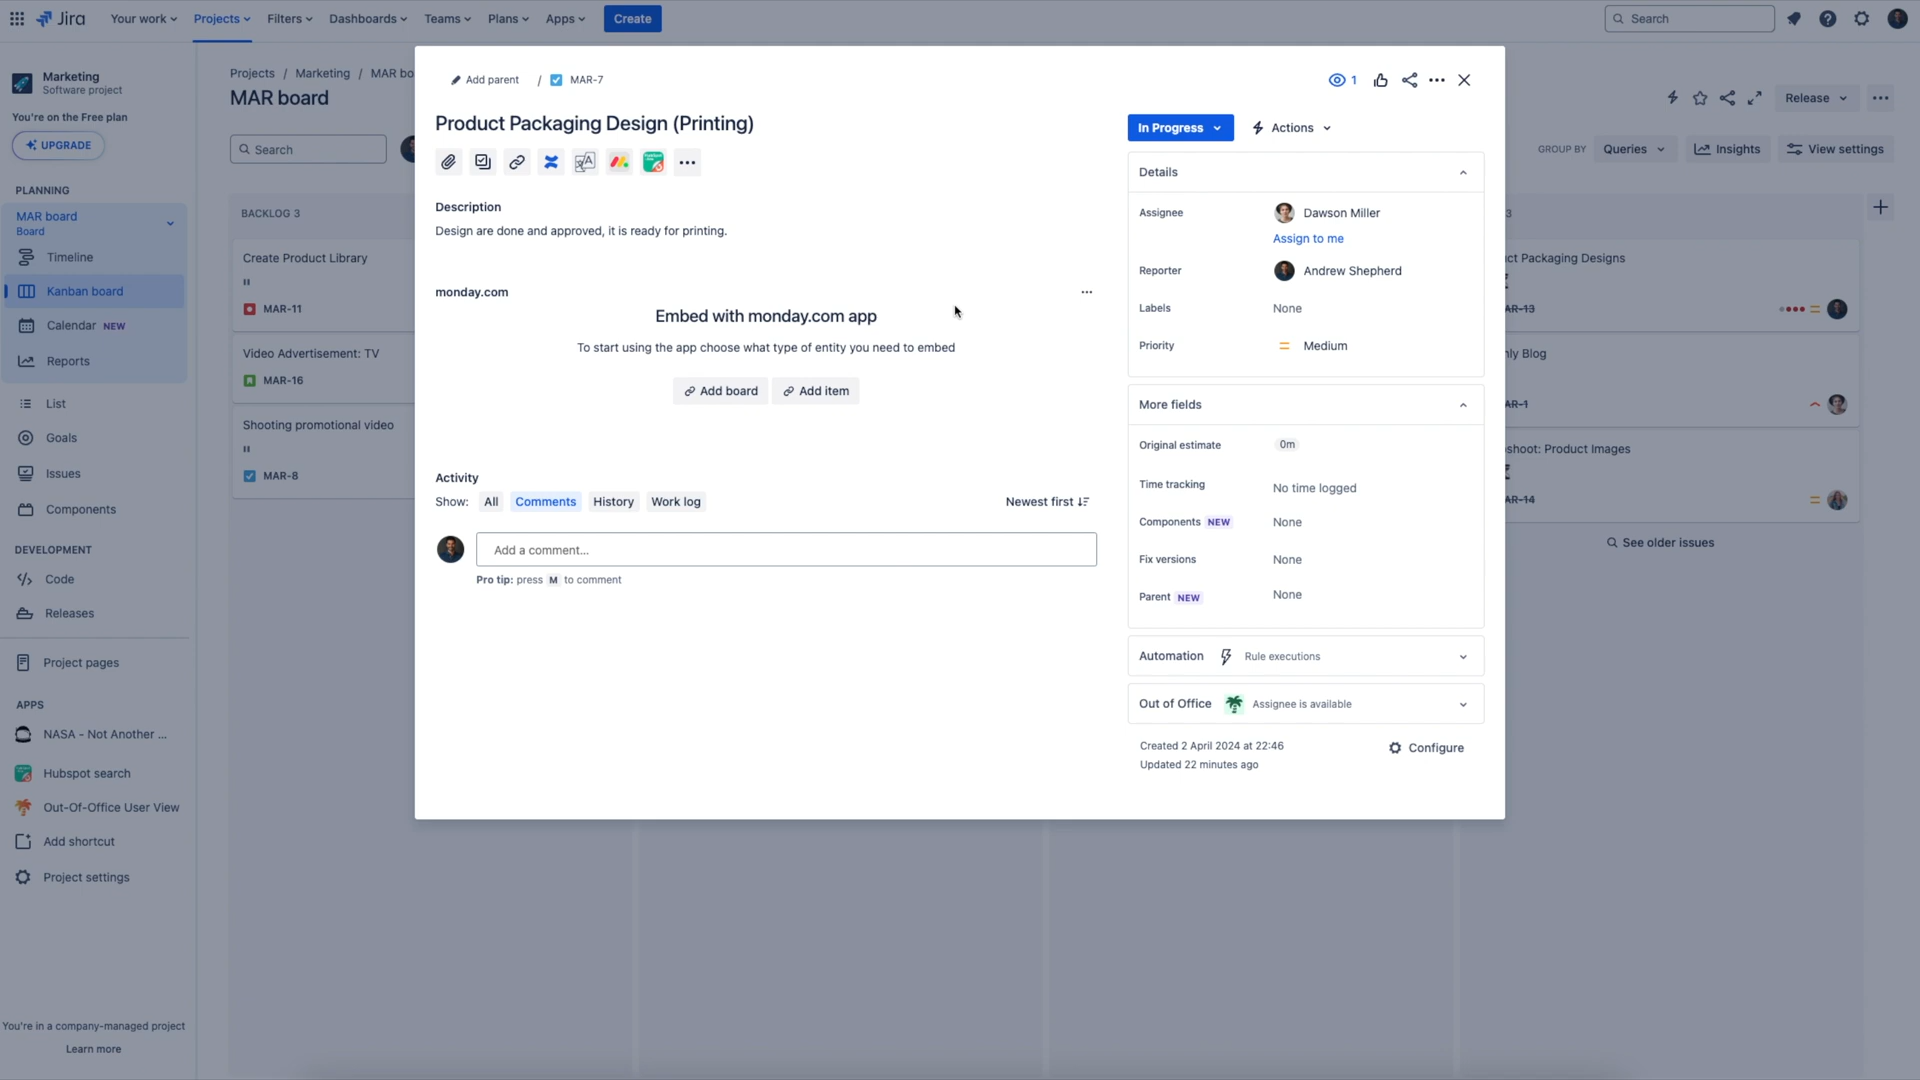 Jira
Your work
Projects
Filters
Dashboards
Teams
Plans
Apps
Create
Search
Marketing
Software project
You're on the Free plan
UPGRADE
PLANNING
MAR board
Board
Timeline
Kanban board
Calendar NEW
Reports
List
Goals
Issues
Components
DEVELOPMENT
Code
Releases
Project pages
APPS
NASA - Not Another ...
Hubspot search
Out-Of-Office User View
Add shortcut
Project settings
You're in a company-managed project
Learn more
Projects / Marketing / MAR bo
MAR board
Search
BACKLOG 3
Create Product Library
MAR-11
Video Advertisement: TV
MAR-16
Shooting promotional video
MAR-8
Add parent / MAR-7
1
Product Packaging Design (Printing)
Description
Design are done and approved, it is ready for printing.
monday.com
Embed with monday.com app
To start using the app choose what type of entity you need to embed
Add board
Add item
Activity
Show: All Comments History Work log
Newest first
Add a comment...
Pro tip: press M to comment
In Progress
Actions
Details
Assignee Dawson Miller
Assign to me
Reporter Andrew Shepherd
Labels None
Priority Medium
More fields
Original estimate 0m
Time tracking No time logged
Components NEW None
Fix versions None
Parent NEW None
Automation Rule executions
Out of Office Assignee is available
Created 2 April 2024 at 22:46
Updated 22 minutes ago
Configure
Release
GROUP BY Queries
Insights
View settings
3
ct Packaging Designs
AR-13
nly Blog
AR-1
shoot: Product Images
AR-14
See older issues